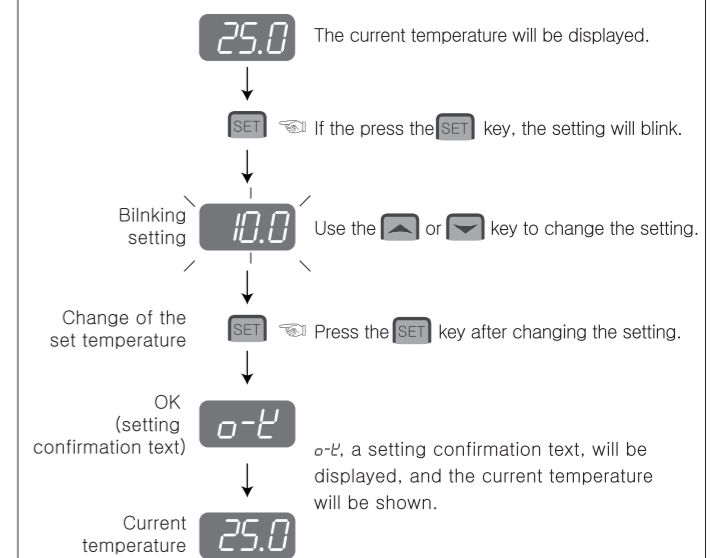 25.0 The current temperature will be displayed.
SET If the press the SET key, the setting will blink.
Bilnking
setting
10.0 Use the or key to change the setting.
Change of the
set temperature
SET Press the SET key after changing the setting.
OK
(setting
confirmation text)
o-k
o-k, a setting confirmation text, will be
displayed, and the current temperature
will be shown.
Current
temperature
25.0